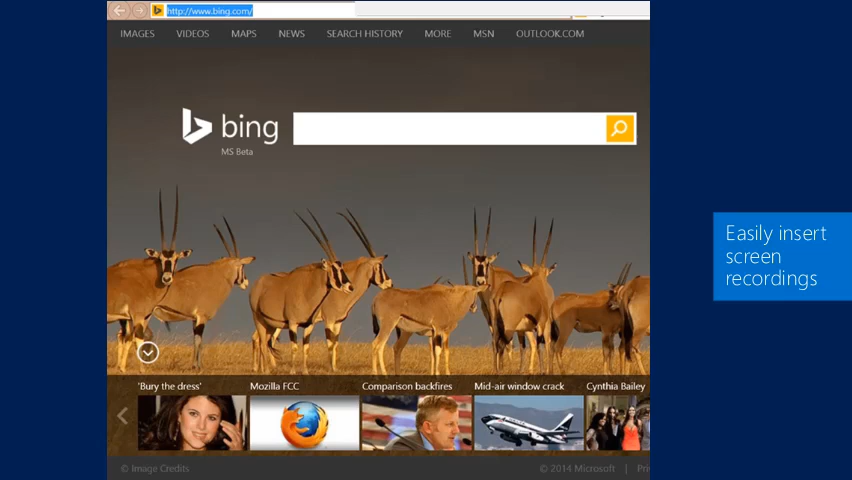 http://www.bing.com/
IMAGES VIDEOS MAPS NEWS SEARCH HISTORY MORE MSN OUTLOOK.COM
bing
MS Beta
Easily insert
screen
recordings
'Bury the dress' Mozilla FCC Comparison backfires Mid-air window crack Cynthia Bailey
© Image Credits © 2014 Microsoft |